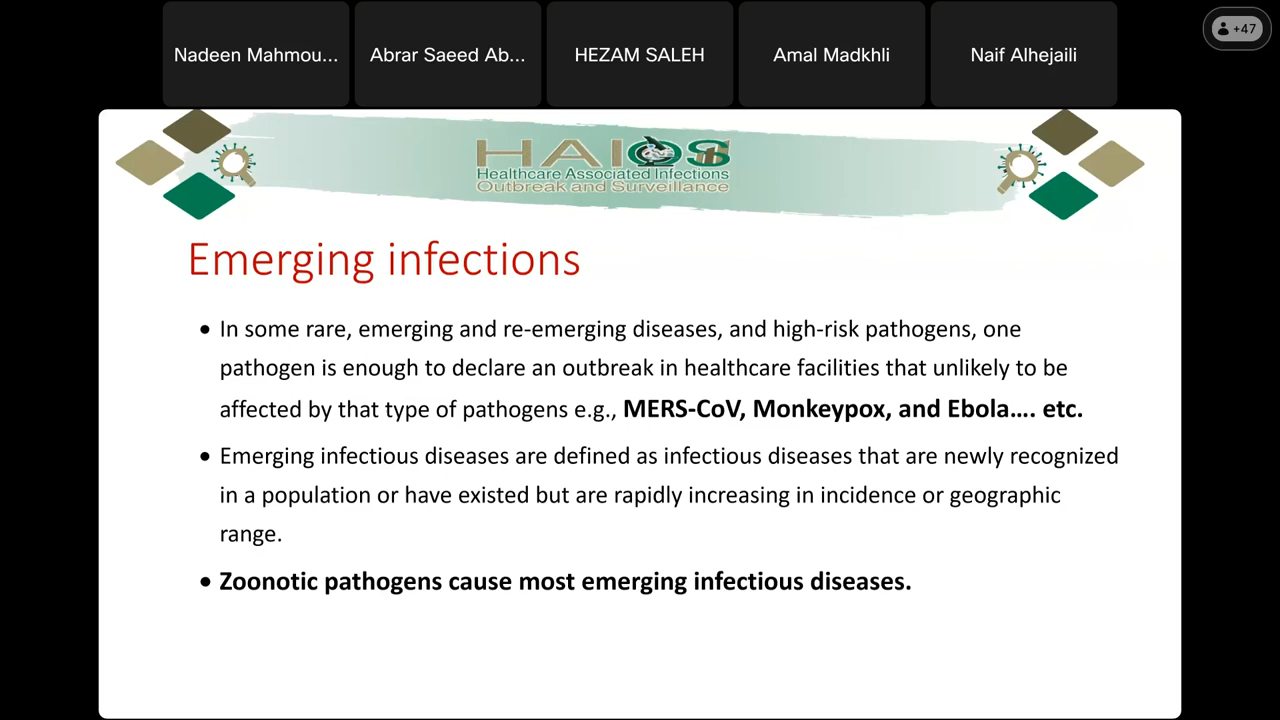 Nadeen Mahmou...
Abrar Saeed Ab...
HEZAM SALEH
Amal Madkhli
Naif Alhejaili
+47
HAIOS
Healthcare Associated Infections
Outbreak and Surveillance
Emerging infections
• In some rare, emerging and re-emerging diseases, and high-risk pathogens, one
pathogen is enough to declare an outbreak in healthcare facilities that unlikely to be
affected by that type of pathogens e.g., MERS-CoV, Monkeypox, and Ebola…. etc.
• Emerging infectious diseases are defined as infectious diseases that are newly recognized
in a population or have existed but are rapidly increasing in incidence or geographic
range.
• Zoonotic pathogens cause most emerging infectious diseases.